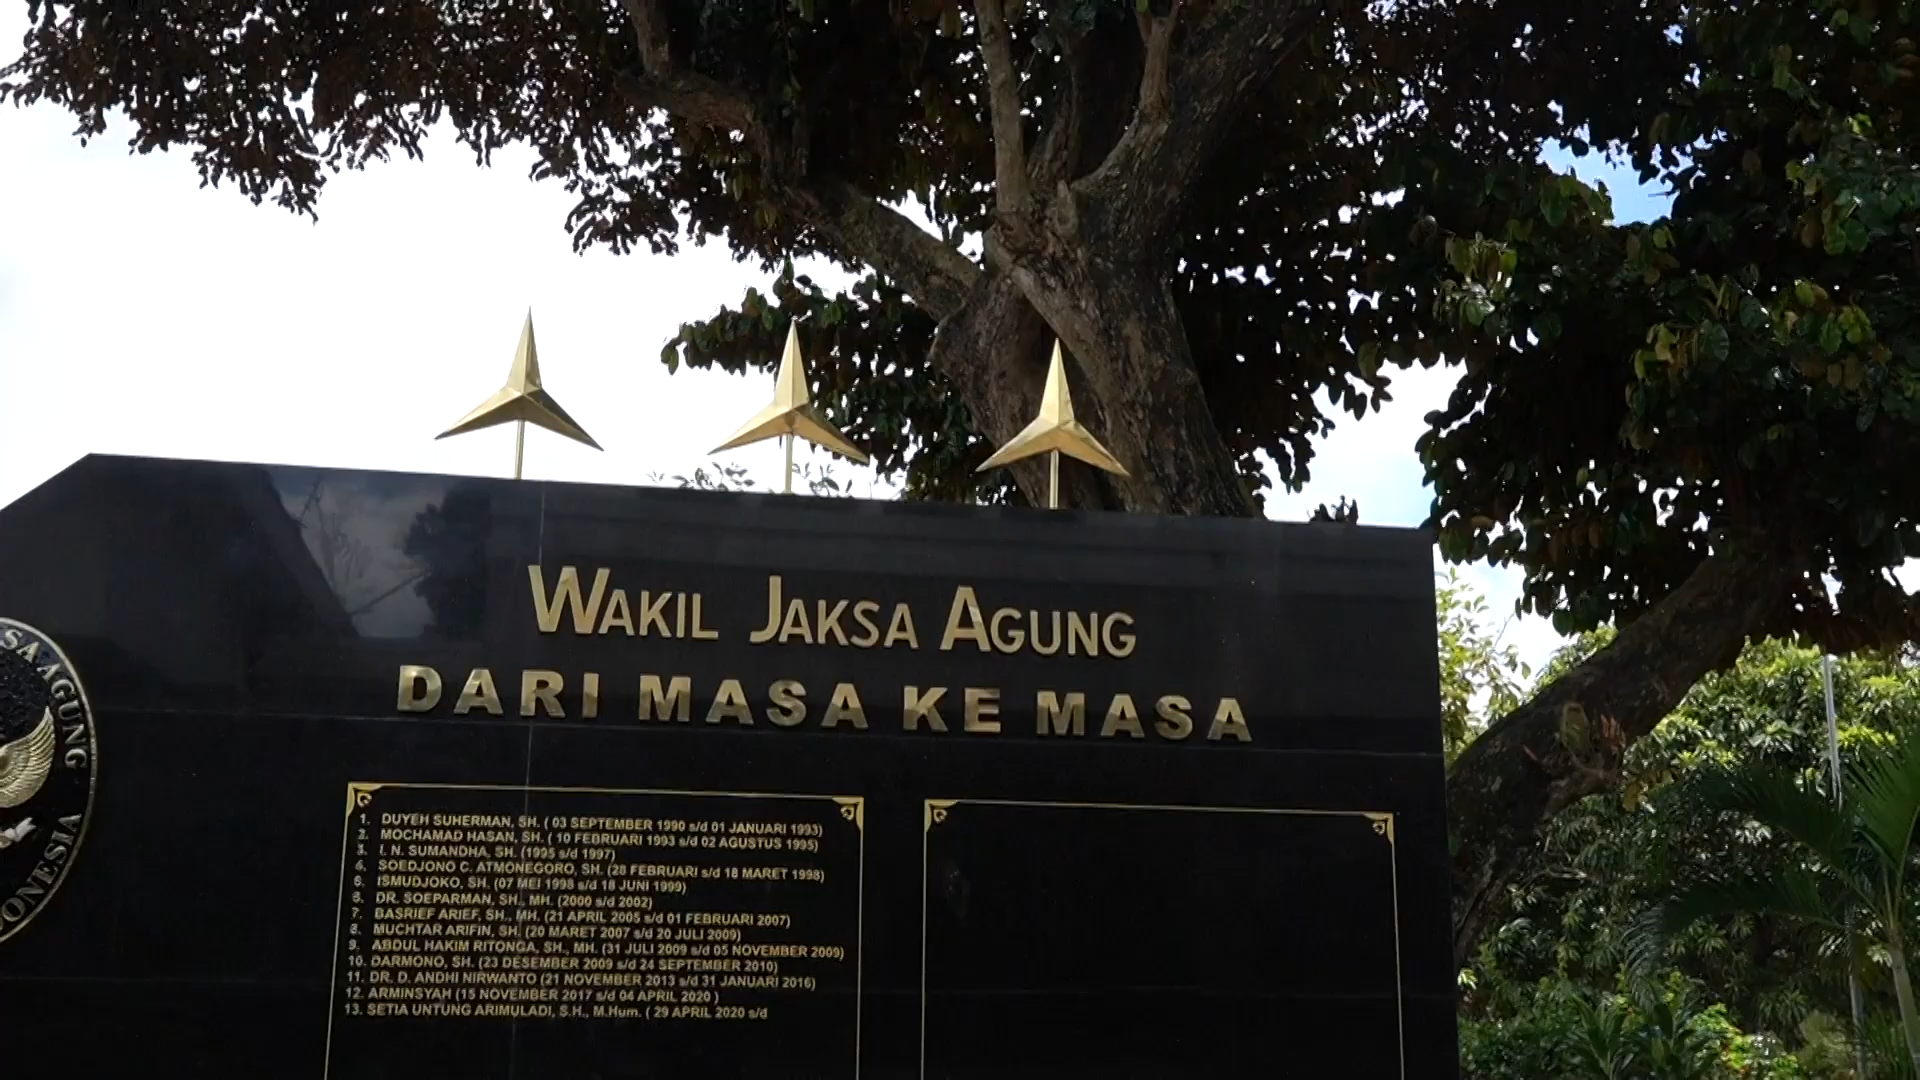 WAKIL JAKSA AGUNG
DARI MASA KE MASA
SA AGUNG
ONESIA
1. DUYEH SUHERMAN, SH. ( 03 SEPTEMBER 1990 s/d 01 JANUARI 1993)
2. MOCHAMAD HASAN, SH. ( 10 FEBRUARI 1993 s/d 02 AGUSTUS 1995)
3. I. N. SUMANDHA, SH. (1995 s/d 1997)
4. SOEDJONO C. ATMONEGORO, SH. (28 FEBRUARI s/d 18 MARET 1998)
5. ISMUDJOKO, SH. (07 MEI 1998 s/d 18 JUNI 1999)
6. DR. SOEPARMAN, SH., MH. (2000 s/d 2002)
7. BASRIEF ARIEF, SH., MH. (21 APRIL 2005 s/d 01 FEBRUARI 2007)
8. MUCHTAR ARIFIN, SH. (20 MARET 2007 s/d 20 JULI 2009)
9. ABDUL HAKIM RITONGA, SH., MH. (31 JULI 2009 s/d 05 NOVEMBER 2009)
10. DARMONO, SH. (23 DESEMBER 2009 s/d 24 SEPTEMBER 2010)
11. DR. D. ANDHI NIRWANTO (21 NOVEMBER 2013 s/d 31 JANUARI 2016)
12. ARMINSYAH (15 NOVEMBER 2017 s/d 04 APRIL 2020 )
13. SETIA UNTUNG ARIMULADI, S.H., M.Hum. ( 29 APRIL 2020 s/d